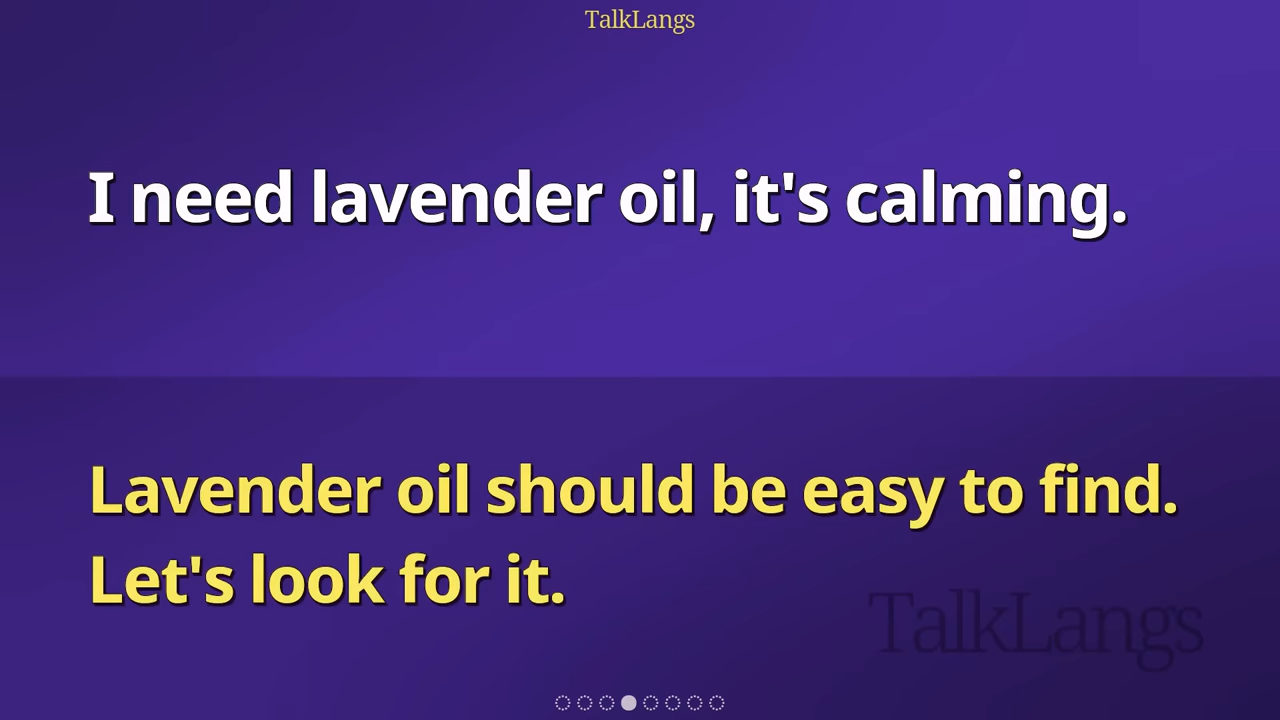 TalkLangs
I need lavender oil, it's calming.
Lavender oil should be easy to find.
Let's look for it.
TalkLangs